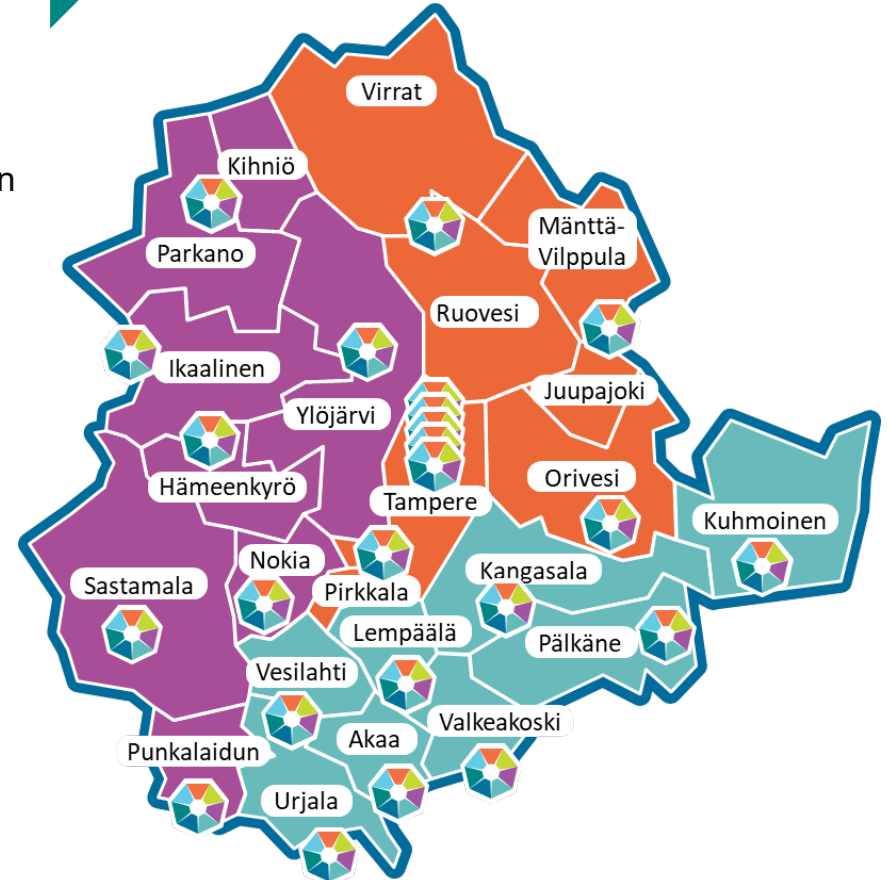 Virrat
n
Kihniö
Mänttä-
Vilppula
Parkano
Ruovesi
Ikaalinen
Juupajoki
Ylöjärvi
Orivesi
Hämeenkyrö
Tampere
Kuhmoinen
Nokia
Kangasala
Sastamala
Pirkkala
Lempäälä
Pälkäne
Vesilahti
Valkeakoski
Akaa
Punkalaidun
Urjala